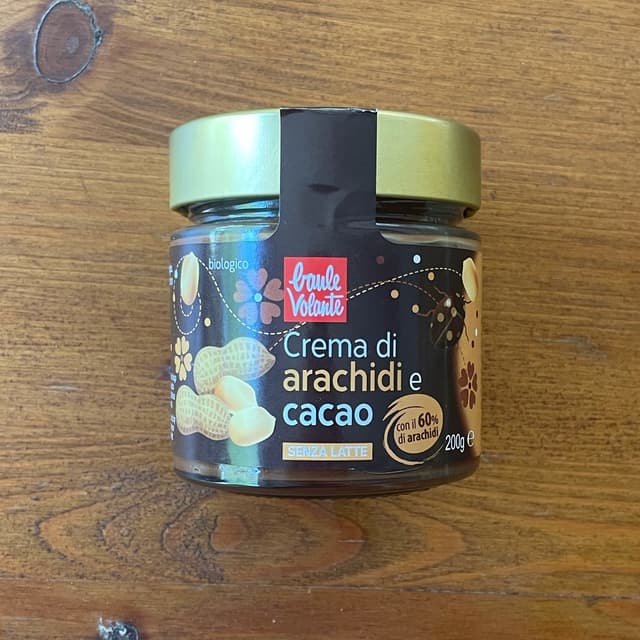 biologico
baule
volante
Crema di
arachidi e
cacao
con il 60%
di arachidi
SENZA LATTE
200g e